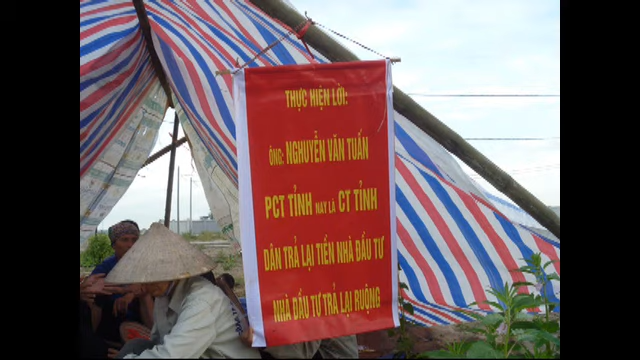 THỰC HIỆN LỜI:
ÔNG: NGHUYỄN VĂN TUẤN
PCT TỈNH NAY LÀ CT TỈNH
DÂN TRẢ LẠI TIỀN NHÀ ĐẦU TƯ
NHÀ ĐẦU TƯ TRẢ LẠI RUỘNG